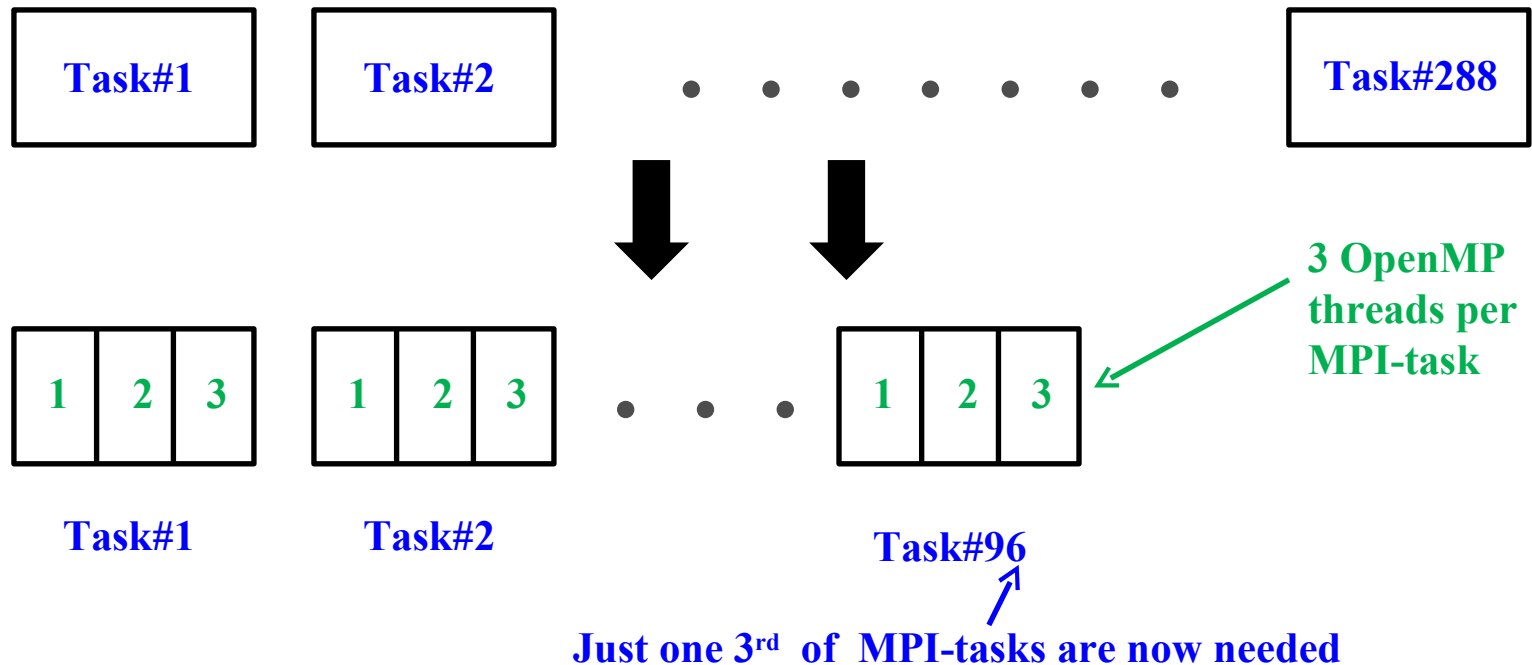 Task#1
Task#2
Task#288
3 OpenMP
threads per
MPI-task
1 2 3
1 2 3
1 2 3
Task#1
Task#2
Task#96
Just one 3rd of MPI-tasks are now needed